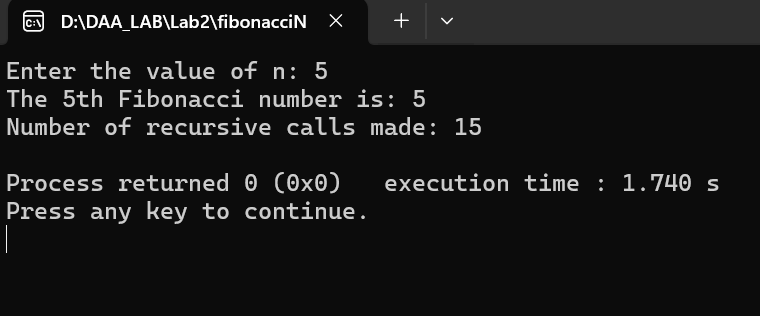 D:\DAA_LAB\Lab2\fibonacciN
Enter the value of n: 5
The 5th Fibonacci number is: 5
Number of recursive calls made: 15
Process returned 0 (0x0)   execution time : 1.740 s
Press any key to continue.